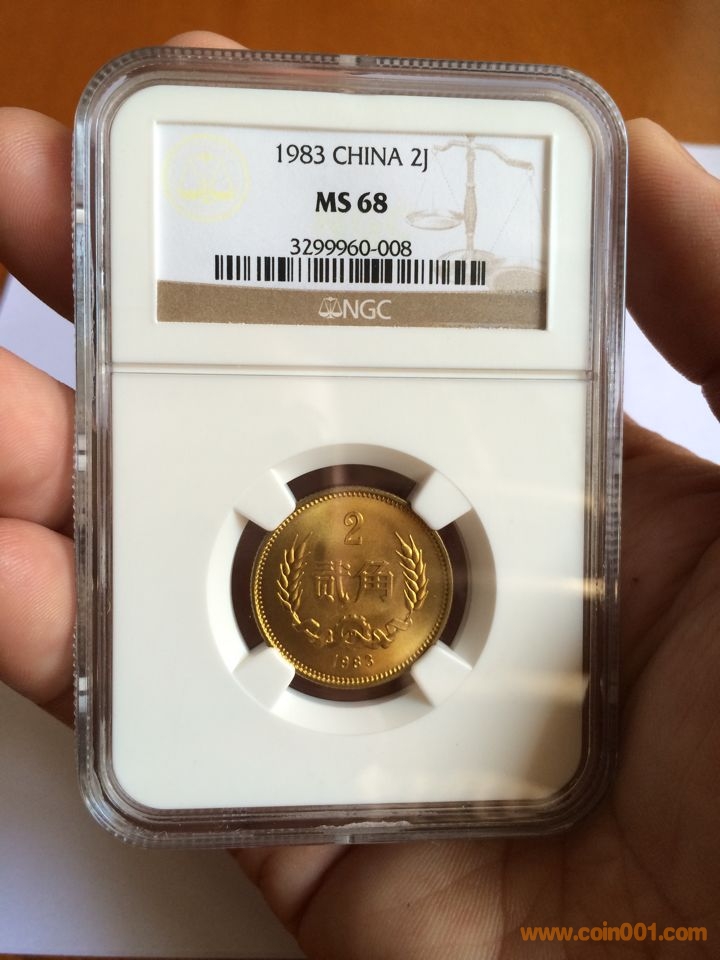 1983 CHINA 2J
MS 68
3299960-008
NGC
2
贰角
1983
www.coin001.com